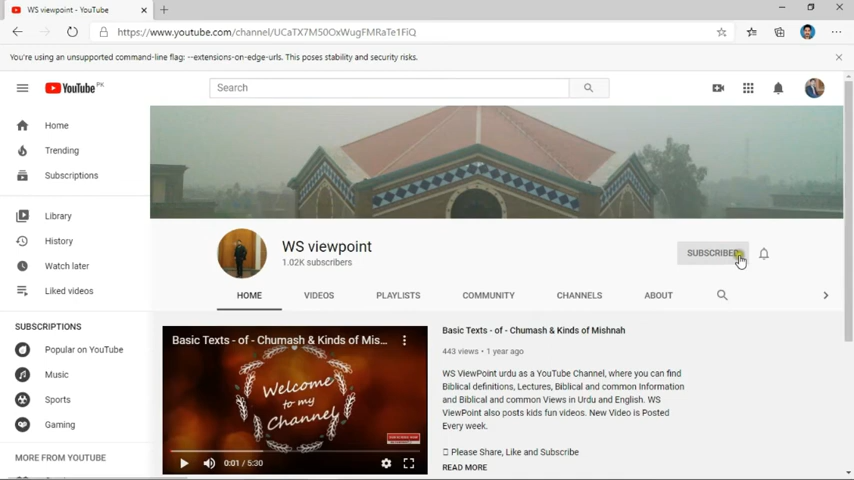 WS viewpoint - YouTube
https://www.youtube.com/channel/UCaTX7M50OxWugFMRaTe1FiQ
You're using an unsupported command-line flag: --extensions-on-edge-urls. This poses stability and security risks.
YouTube PK
Search
Home
Trending
Subscriptions
Library
History
Watch later
Liked videos
SUBSCRIPTIONS
Popular on YouTube
Music
Sports
Gaming
MORE FROM YOUTUBE
WS viewpoint
1.02K subscribers
SUBSCRIBED
HOME VIDEOS PLAYLISTS COMMUNITY CHANNELS ABOUT
Basic Texts - of - Chumash & Kinds of Mis...
Welcome
to my
Channel
0:01 / 5:30
Basic Texts - of - Chumash & Kinds of Mishnah
443 views • 1 year ago
WS ViewPoint urdu as a YouTube Channel, where you can find
Biblical definitions, Lectures, Biblical and common Information
and Biblical and common Views in Urdu and English. WS
ViewPoint also posts kids fun videos. New Video is Posted
Every week.
Please Share, Like and Subscribe
READ MORE